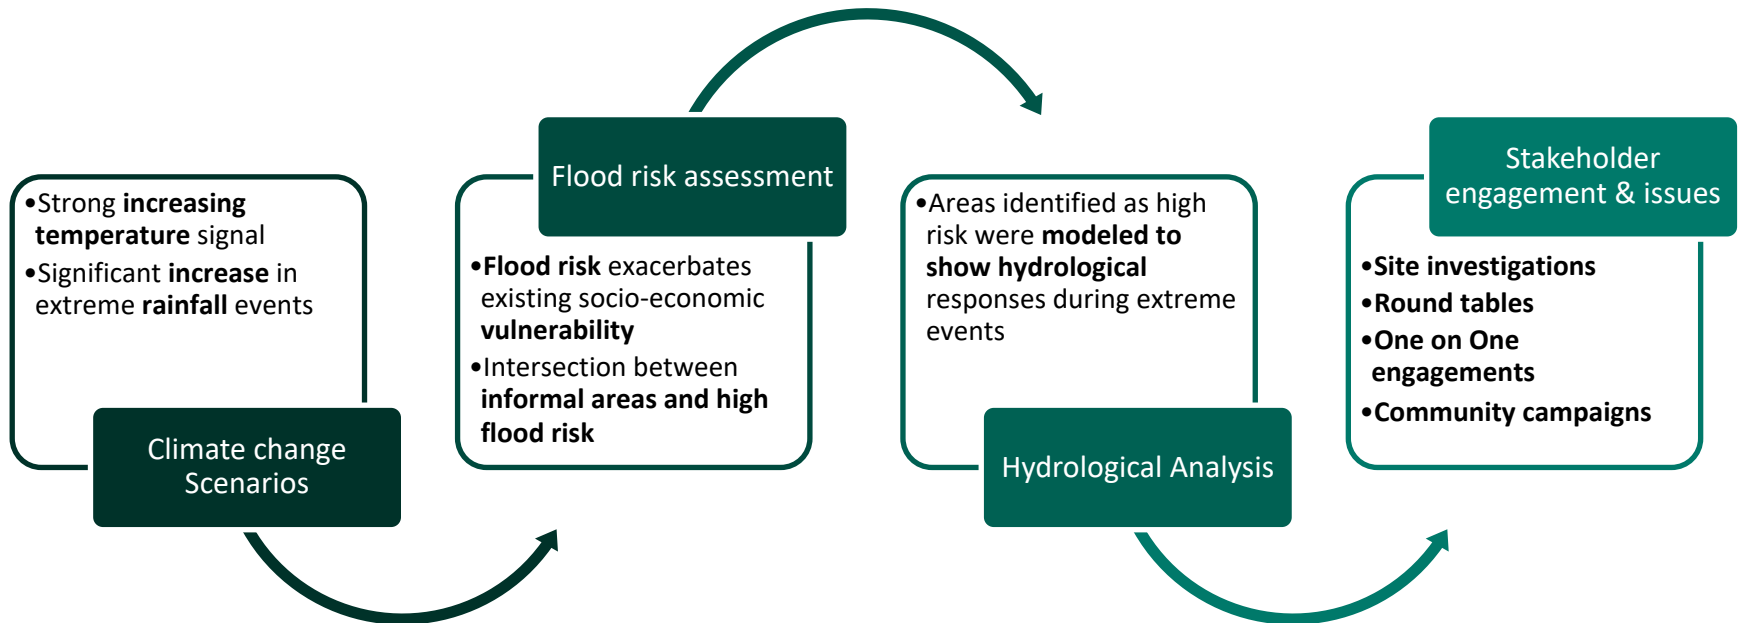 •Strong increasing
temperature signal
•Significant increase in
extreme rainfall events
Climate change
Scenarios
Flood risk assessment
•Flood risk exacerbates
existing socio-economic
vulnerability
•Intersection between
informal areas and high
flood risk
•Areas identified as high
risk were modeled to
show hydrological
responses during extreme
events
Hydrological Analysis
Stakeholder
engagement & issues
•Site investigations
•Round tables
•One on One
engagements
•Community campaigns